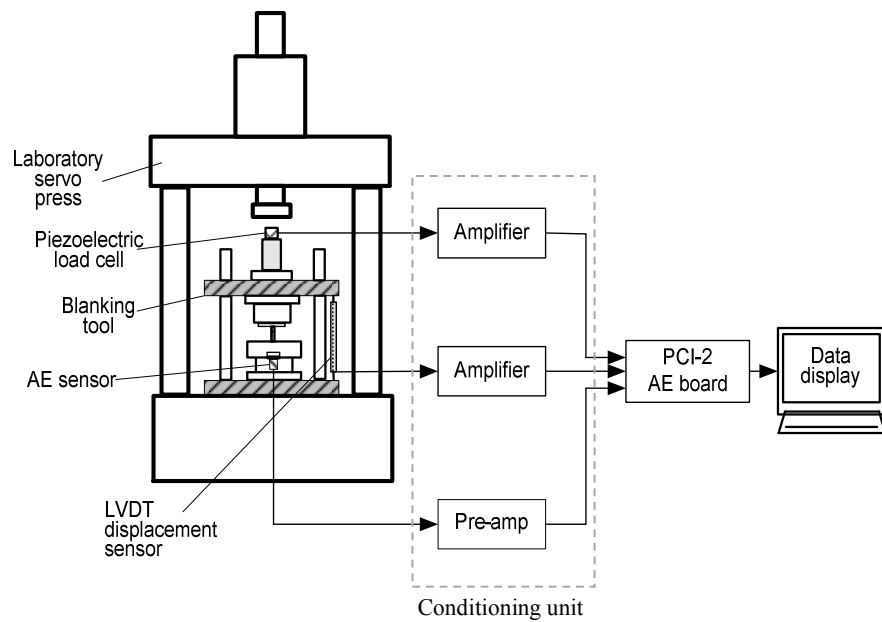 Laboratory
servo
press
Piezoelectric
load cell
Blanking
tool
AE sensor
LVDT
displacement
sensor
Amplifier
Amplifier
Pre-amp
Conditioning unit
PCI-2
AE board
Data
display